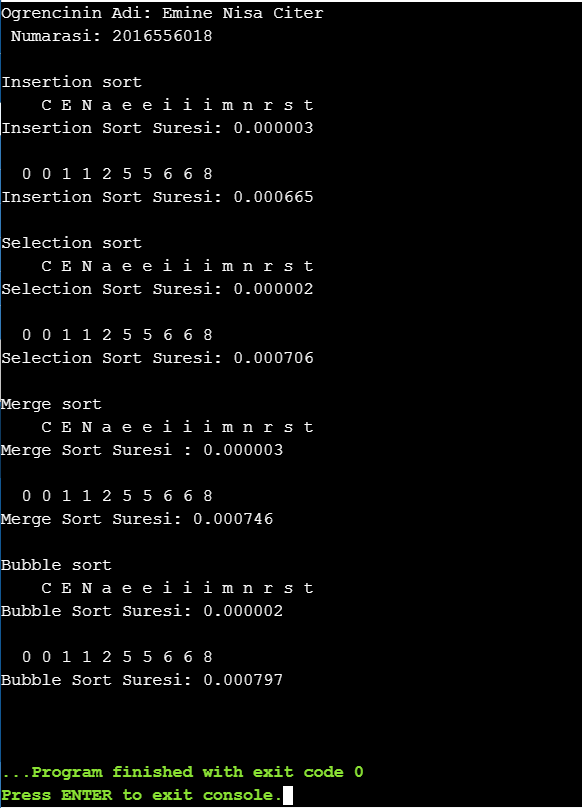 Ogrencinin Adi: Emine Nisa Citer
Numarasi: 2016556018
Insertion sort
C E N a e e i i i m n r s t
Insertion Sort Suresi: 0.000003
0 0 1 1 2 5 5 6 6 8
Insertion Sort Suresi: 0.000665
Selection sort
C E N a e e i i i m n r s t
Selection Sort Suresi: 0.000002
0 0 1 1 2 5 5 6 6 8
Selection Sort Suresi: 0.000706
Merge sort
C E N a e e i i i m n r s t
Merge Sort Suresi : 0.000003
0 0 1 1 2 5 5 6 6 8
Merge Sort Suresi: 0.000746
Bubble sort
C E N a e e i i i m n r s t
Bubble Sort Suresi: 0.000002
0 0 1 1 2 5 5 6 6 8
Bubble Sort Suresi: 0.000797
...Program finished with exit code 0
Press ENTER to exit console.